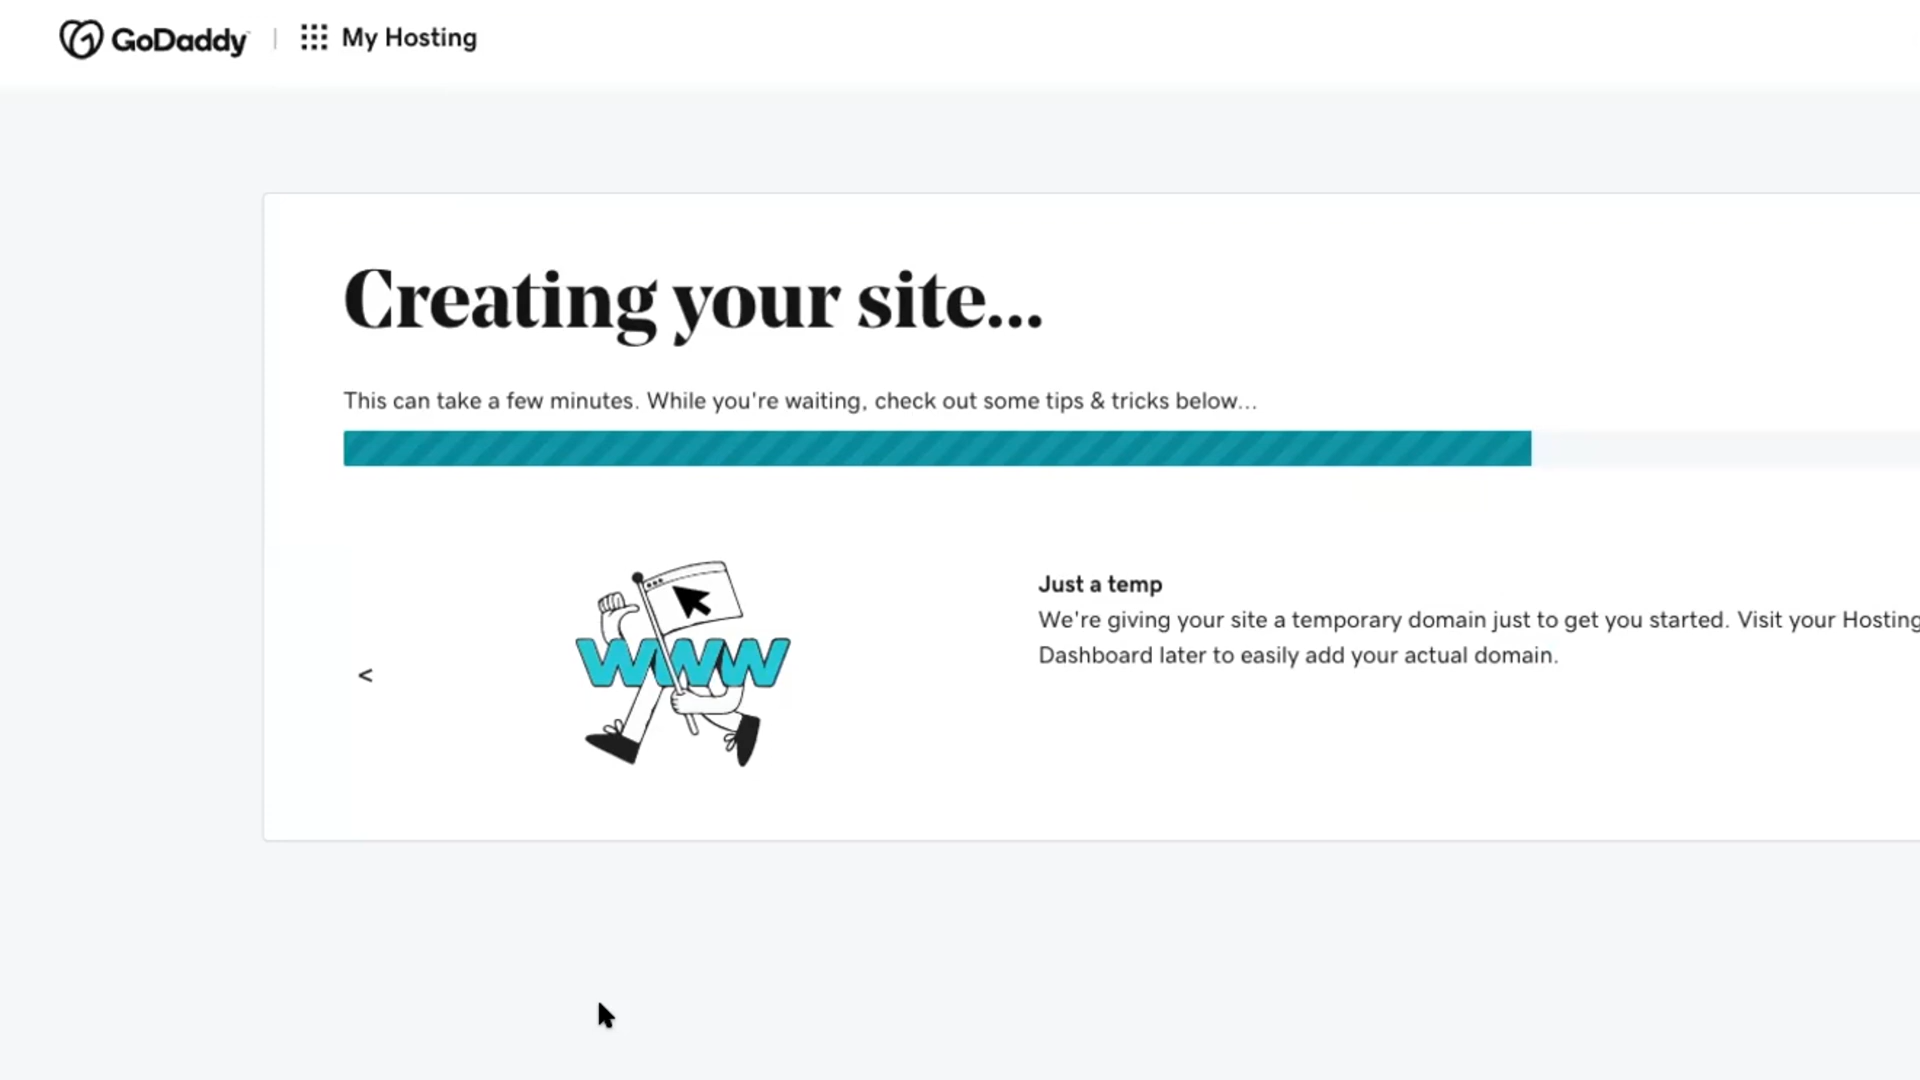 GoDaddy
My Hosting
Creating your site...
This can take a few minutes. While you're waiting, check out some tips & tricks below...
Just a temp
We're giving your site a temporary domain just to get you started. Visit your Hosting
Dashboard later to easily add your actual domain.
<
www